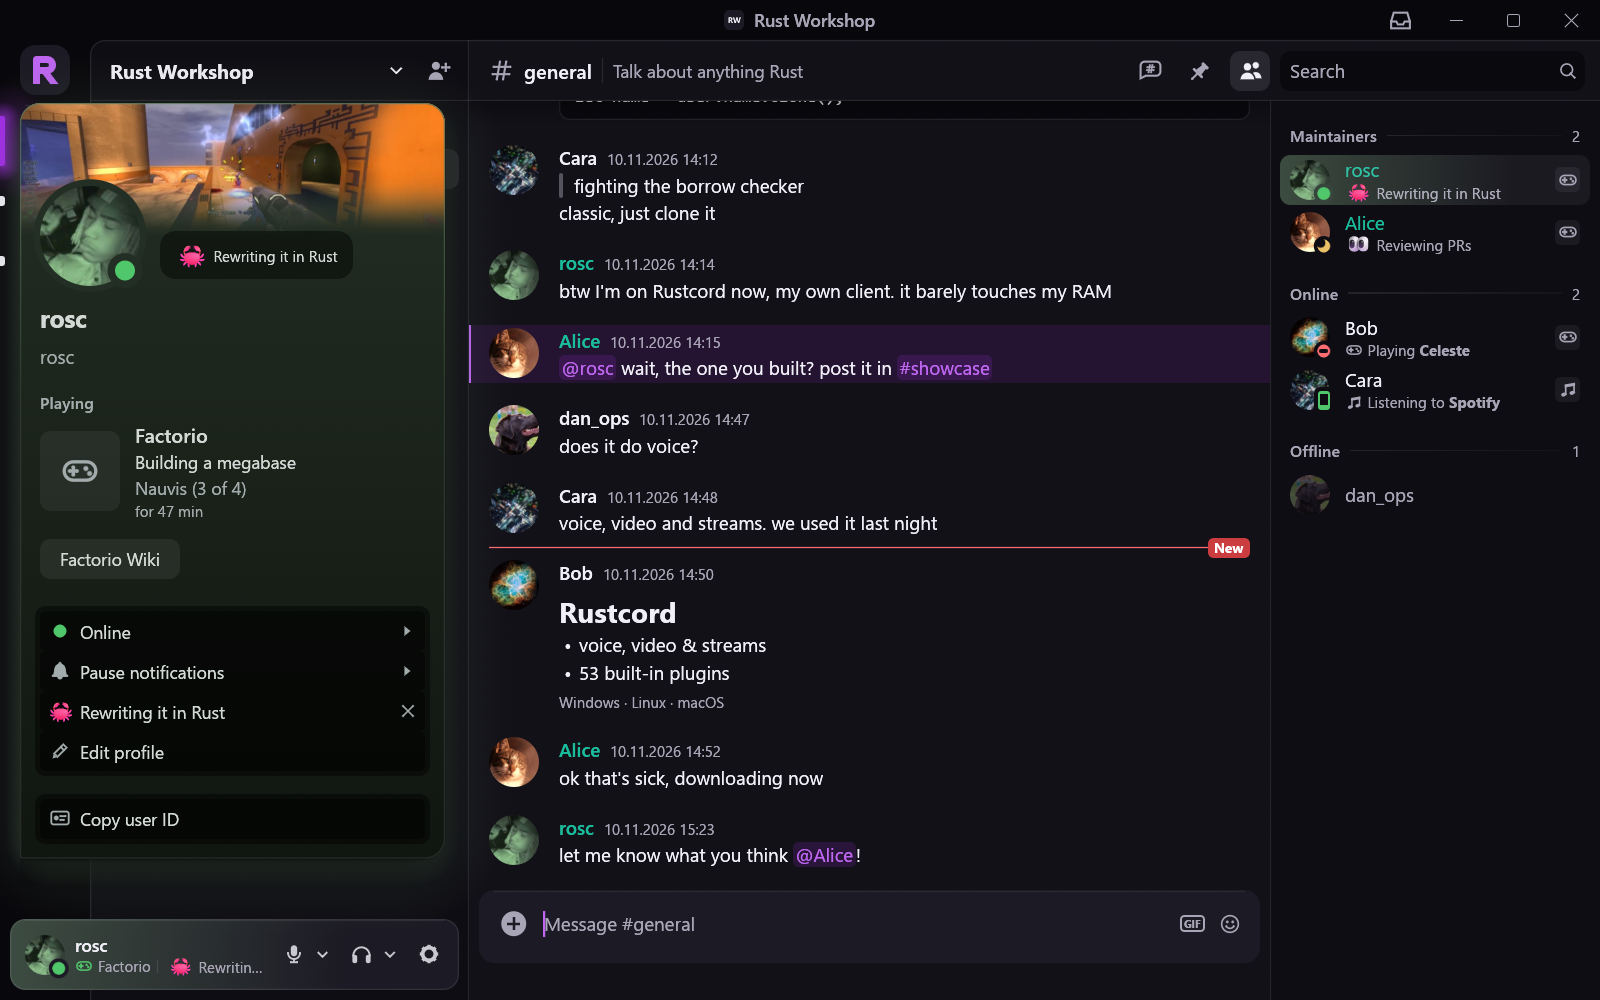 RW Rust Workshop
R
Rust Workshop
# general
Talk about anything Rust
Search
Rewriting it in Rust
rosc
rosc
Playing
Factorio
Building a megabase
Nauvis (3 of 4)
for 47 min
Factorio Wiki
Online
Pause notifications
Rewriting it in Rust
Edit profile
Copy user ID
rosc
Factorio
Rewritin...
Cara 10.11.2026 14:12
fighting the borrow checker
classic, just clone it
rosc 10.11.2026 14:14
btw I'm on Rustcord now, my own client. it barely touches my RAM
Alice 10.11.2026 14:15
@rosc wait, the one you built? post it in #showcase
dan_ops 10.11.2026 14:47
does it do voice?
Cara 10.11.2026 14:48
voice, video and streams. we used it last night
New
Bob 10.11.2026 14:50
Rustcord
• voice, video & streams
• 53 built-in plugins
Windows · Linux · macOS
Alice 10.11.2026 14:52
ok that's sick, downloading now
rosc 10.11.2026 15:23
let me know what you think @Alice!
Message #general
GIF
Maintainers 2
rosc
Rewriting it in Rust
Alice
Reviewing PRs
Online 2
Bob
Playing Celeste
Cara
Listening to Spotify
Offline 1
dan_ops